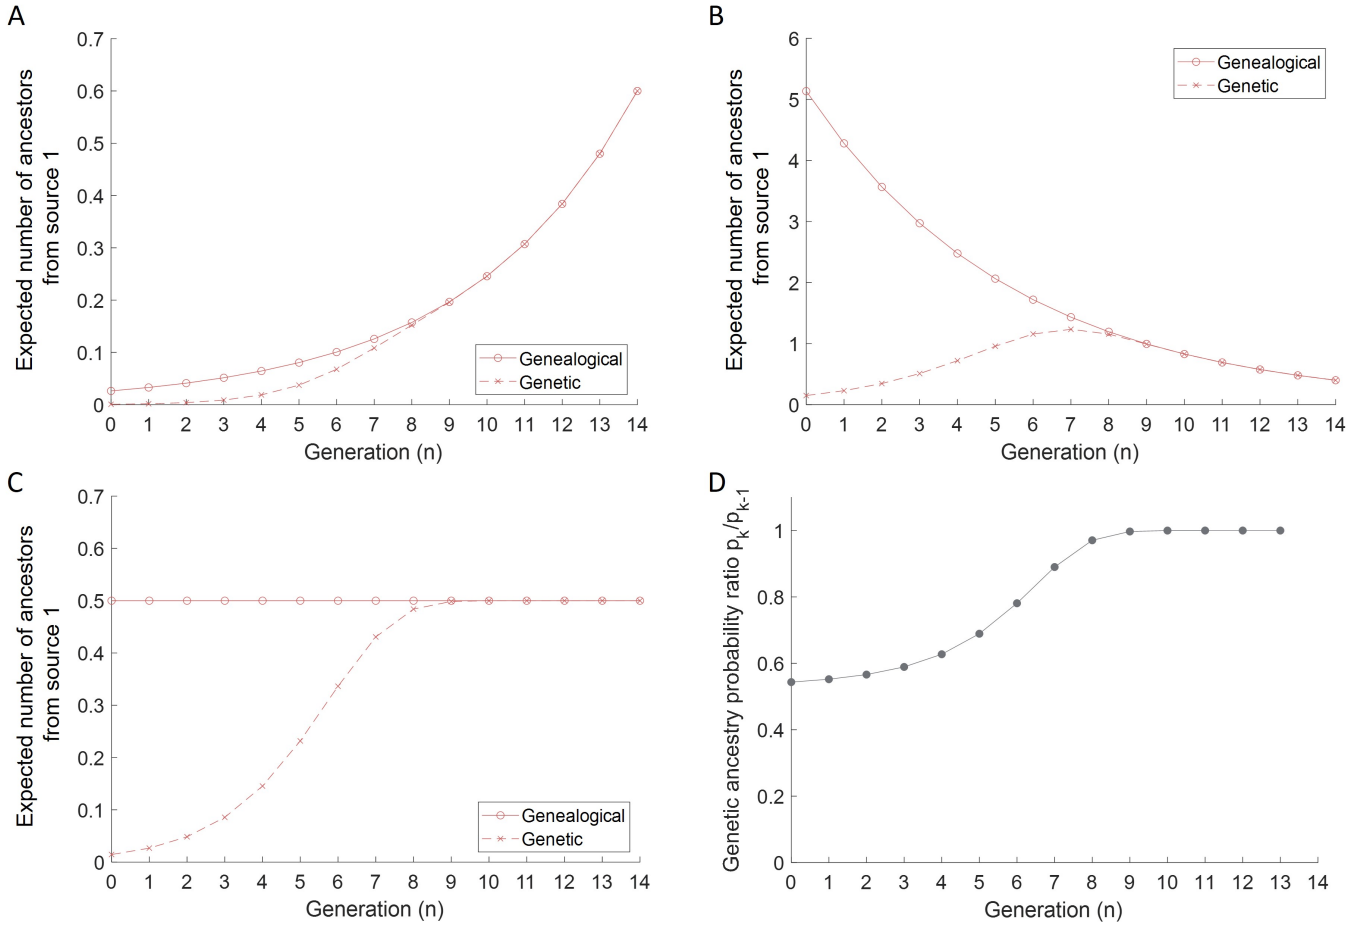 A
Expected number of ancestors
from source 1
0.7
0.6
0.5
0.4
0.3
0.2
0.1
0
0 1 2 3 4 5 6 7 8 9 10 11 12 13 14
Generation (n)
Genealogical
Genetic
B
Expected number of ancestors
from source 1
6
5
4
3
2
1
0
0 1 2 3 4 5 6 7 8 9 10 11 12 13 14
Generation (n)
Genealogical
Genetic
C
Expected number of ancestors
from source 1
0.7
0.6
0.5
0.4
0.3
0.2
0.1
0
0 1 2 3 4 5 6 7 8 9 10 11 12 13 14
Generation (n)
Genealogical
Genetic
D
Genetic ancestry probability ratio pk/pk-1
1
0.8
0.6
0.4
0.2
0
0 1 2 3 4 5 6 7 8 9 10 11 12 13 14
Generation (n)